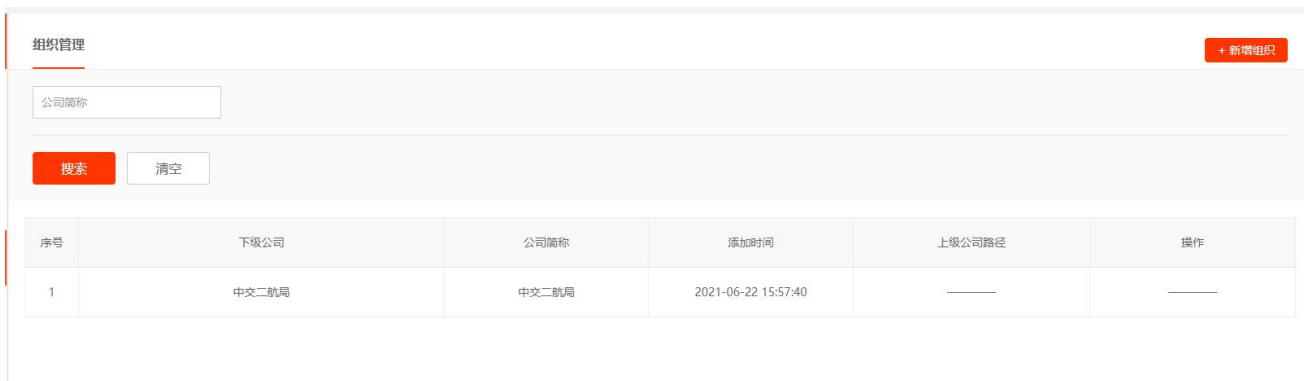 组织管理
+ 新增组织
公司简称
搜索 清空
序号 下级公司 公司简称 添加时间 上级公司路径 操作
1 中交二航局 中交二航局 2021-06-22 15:57:40 ———— ————